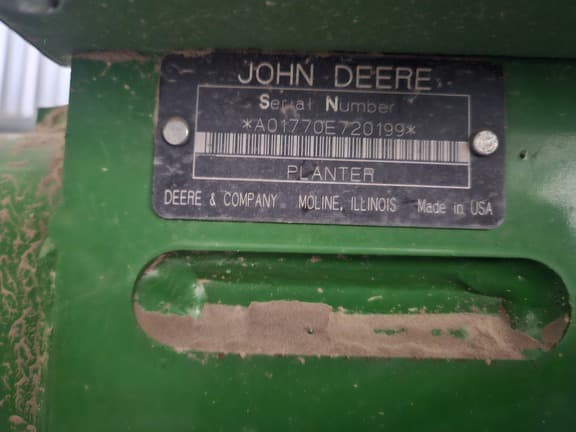 JOHN DEERE
Serial Number
*A01770E720199*
PLANTER
DEERE & COMPANY MOLINE, ILLINOIS Made in USA